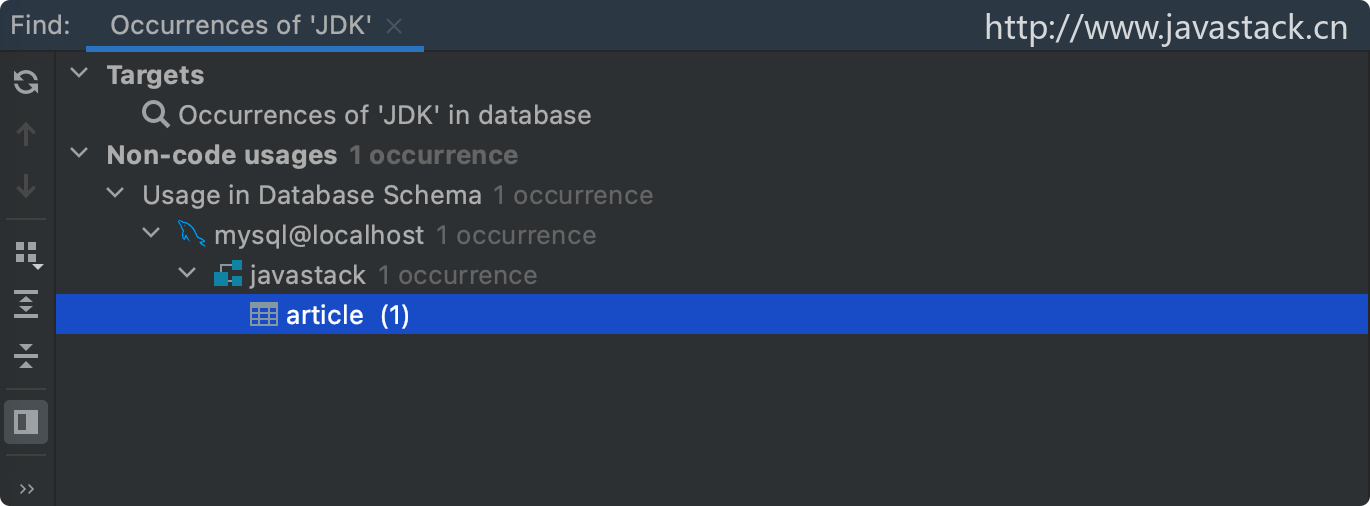 Find: Occurrences of 'JDK' http://www.javastack.cn
Targets
Occurrences of 'JDK' in database
Non-code usages 1 occurrence
Usage in Database Schema 1 occurrence
mysql@localhost 1 occurrence
javastack 1 occurrence
article (1)